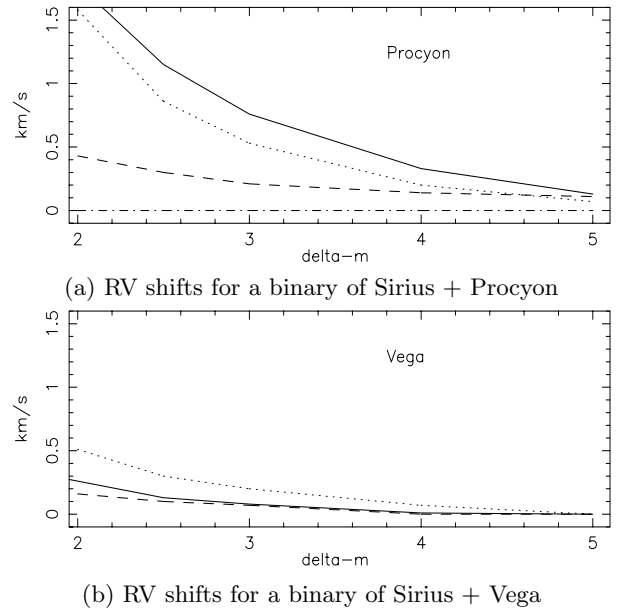 1.5
Procyon
1
km/s
0.5
0
2 3 4 5
delta-m
(a) RV shifts for a binary of Sirius + Procyon
1.5
Vega
1
km/s
0.5
0
2 3 4 5
delta-m
(b) RV shifts for a binary of Sirius + Vega